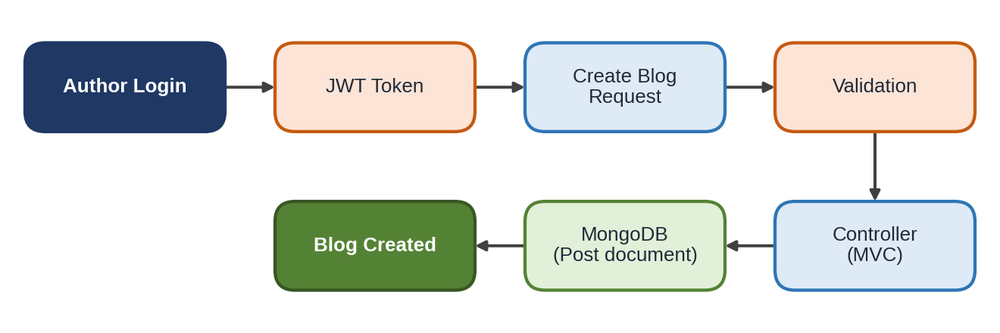 Author Login
JWT Token
Create Blog
Request
Validation
Controller
(MVC)
MongoDB
(Post document)
Blog Created